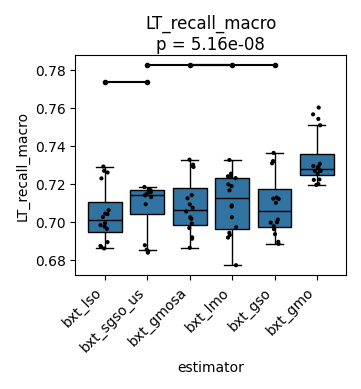 LT_recall_macro
p = 5.16e-08
0.78
0.76
0.74
0.72
0.70
0.68
LT_recall_macro
bxt_lso
bxt_sgso_us
bxt_gmosa
bxt_lmo
bxt_gso
bxt_gmo
estimator